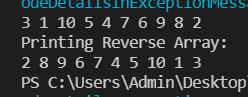 odeDetailsInExceptionMessa
3 1 10 5 4 7 6 9 8 2
Printing Reverse Array:
2 8 9 6 7 4 5 10 1 3
PS C:\Users\Admin\Desktop